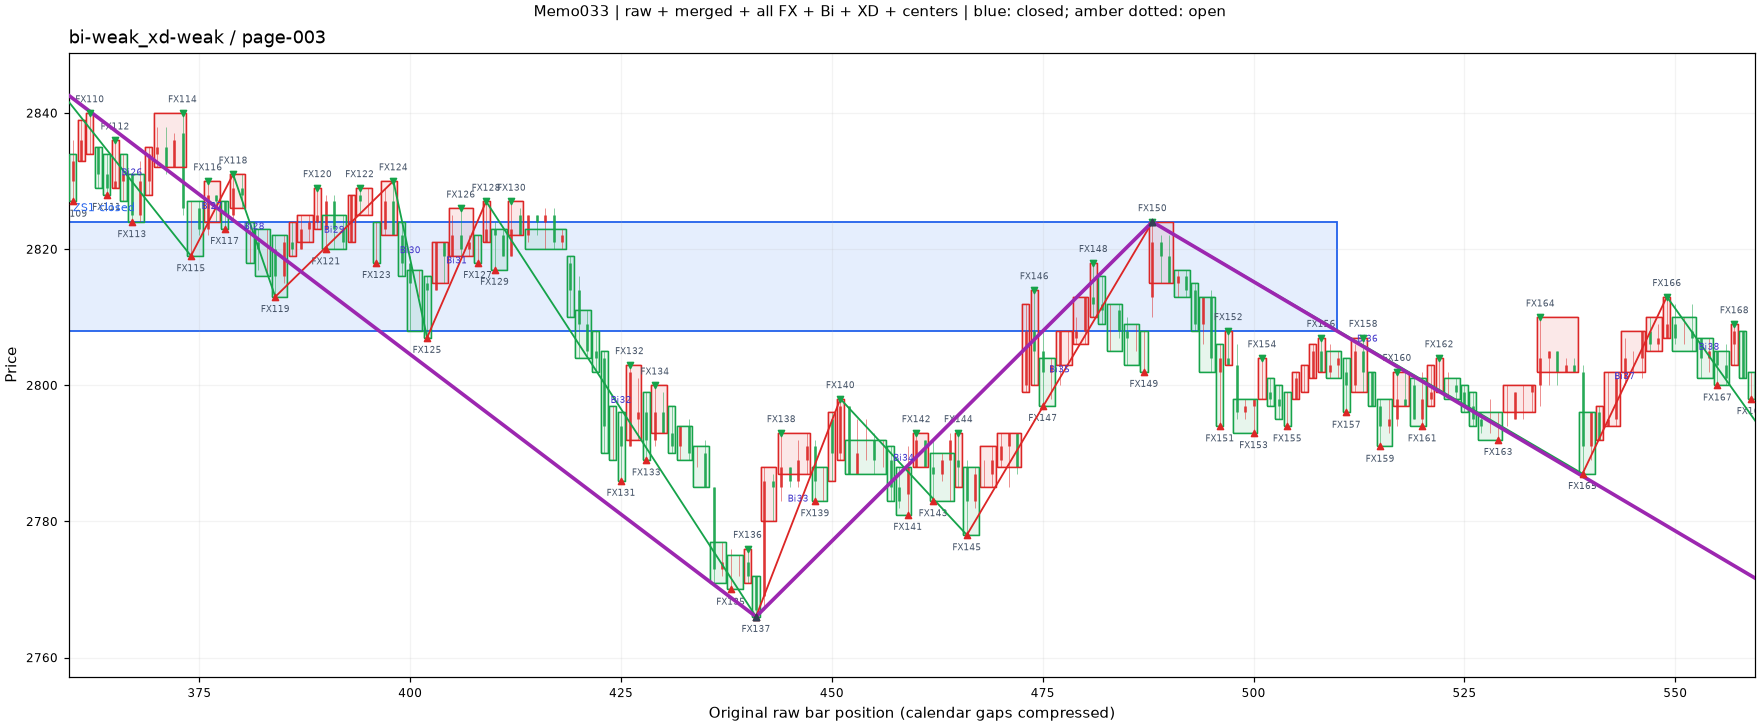 Memo033 | raw + merged + all FX + Bi + XD + centers | blue: closed; amber dotted: open
bi-weak_xd-weak / page-003
Price
2840
2820
2800
2780
2760
FX110
FX112
FX114
Bi26
FX111
FX113
FX116
FX118
FX115
FX117
Bi28
FX119
FX120
FX122
FX124
Bi29
FX121
FX123
Bi30
FX125
FX126
FX128
FX130
Bi31
FX127
FX129
Bi32
FX132
FX134
FX131
FX133
FX135
FX136
FX137
FX138
Bi33
FX139
FX140
Bi34
FX141
FX142
FX143
FX144
FX145
FX146
FX147
Bi35
FX148
FX149
FX150
FX151
FX152
FX153
FX154
FX155
FX156
FX157
FX158
Bi36
FX159
FX160
FX161
FX162
FX163
FX164
FX165
Bi37
FX166
Bi38
FX167
FX168
375
400
425
450
475
500
525
550
Original raw bar position (calendar gaps compressed)